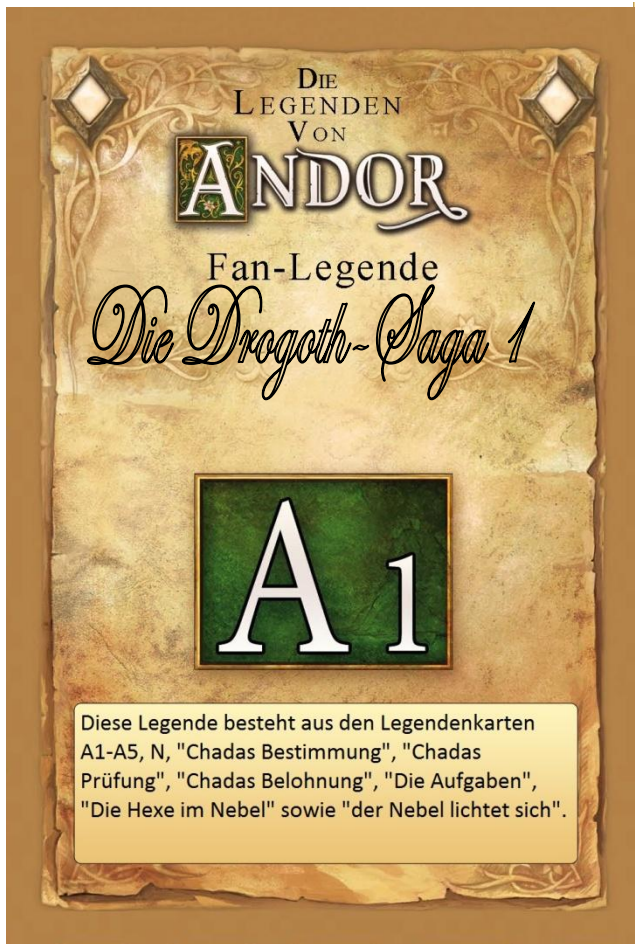 DIE
LEGENDEN
VON
ANDOR
Fan-Legende
Die Drogoth-Saga 1
A1
Diese Legende besteht aus den Legendenkarten
A1-A5, N, "Chadas Bestimmung", "Chadas
Prüfung", "Chadas Belohnung", "Die Aufgaben",
"Die Hexe im Nebel" sowie "der Nebel lichtet sich".